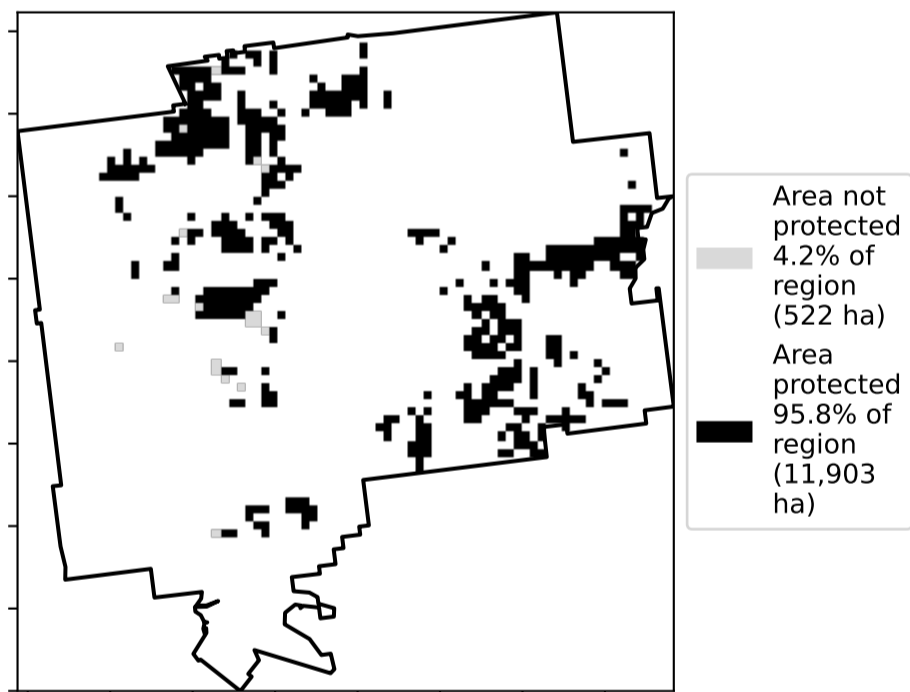 Area not
protected
4.2% of
region
(522 ha)
Area
protected
95.8% of
region
(11,903
ha)